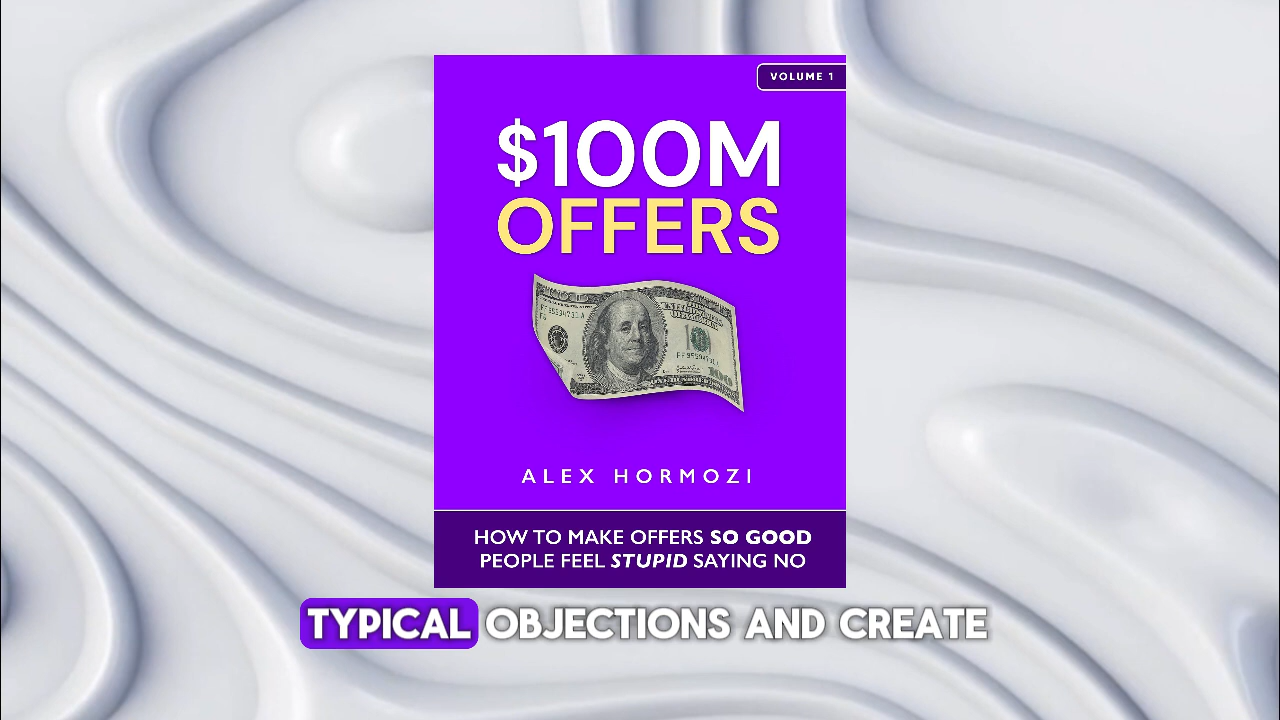 VOLUME 1
$100M
OFFERS
ALEX HORMOZI
HOW TO MAKE OFFERS SO GOOD
PEOPLE FEEL STUPID SAYING NO
TYPICAL OBJECTIONS AND CREATE